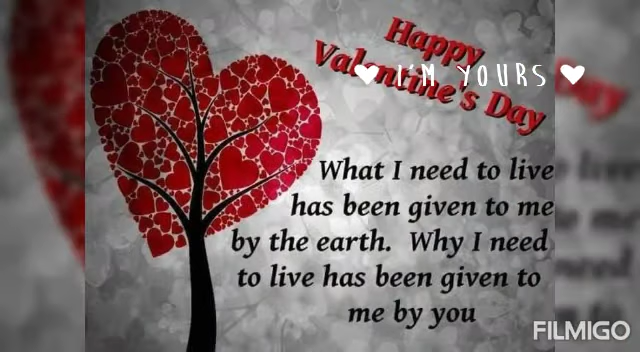 Happy
Valentine's Day
♥ I'M YOURS ♥
What I need to live
has been given to me
by the earth. Why I need
to live has been given to
me by you
FILMIGO